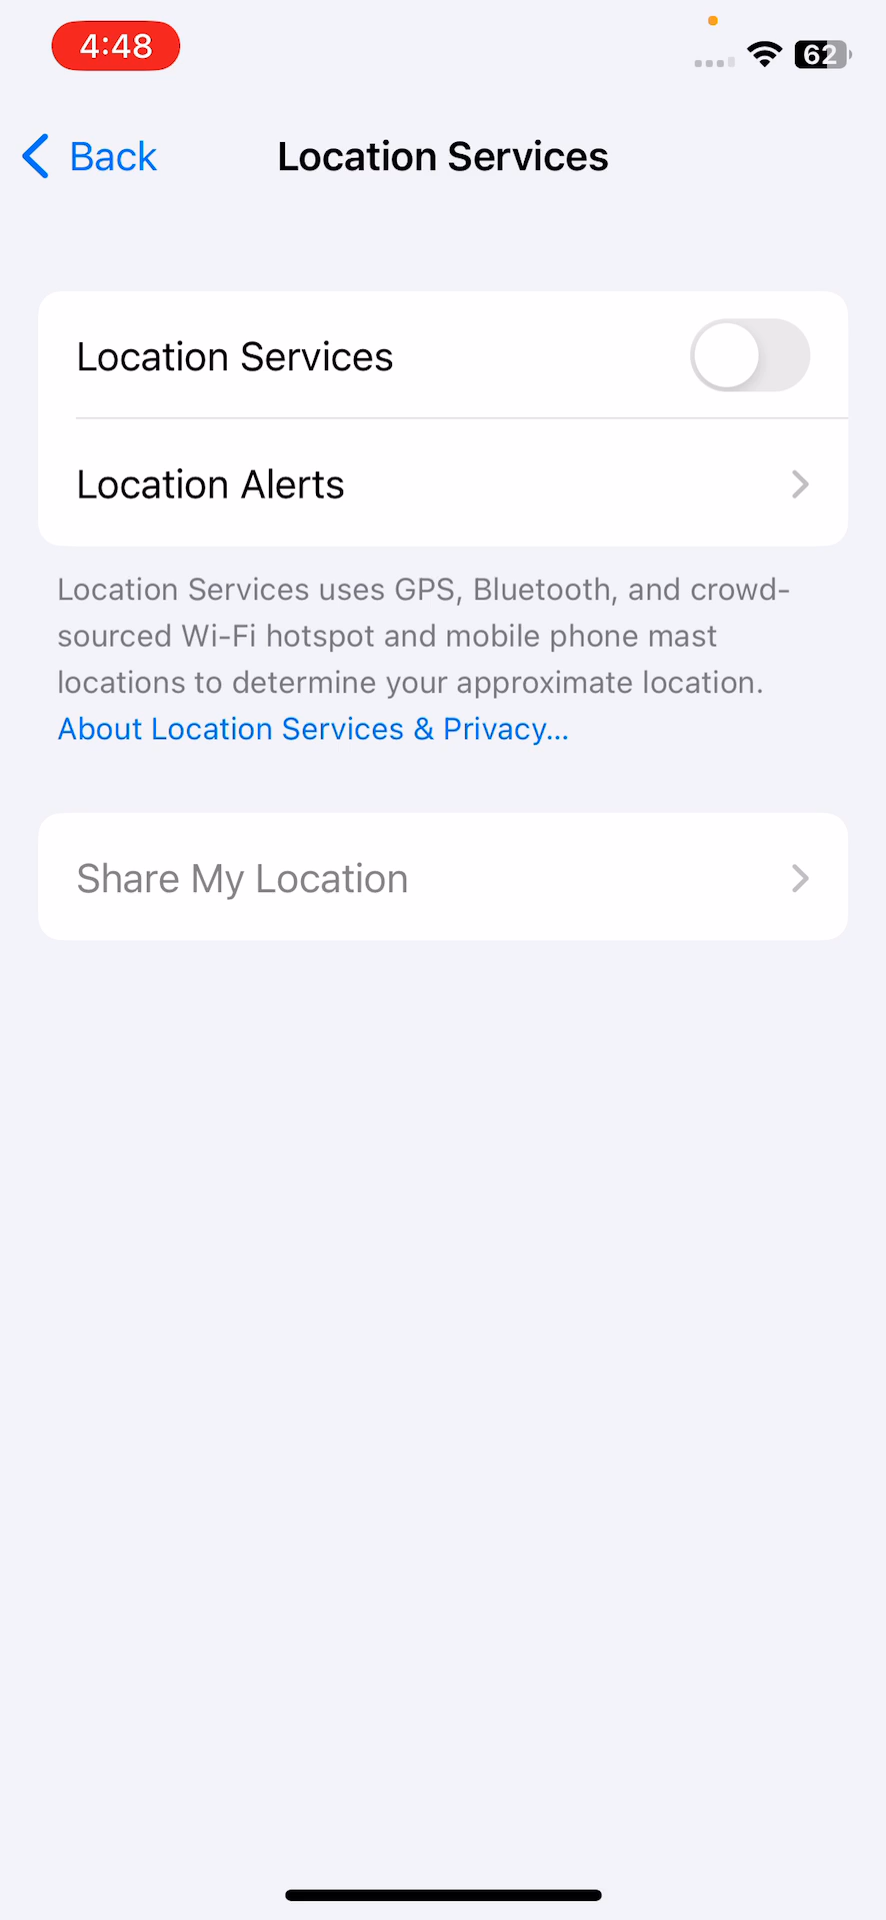 4:48
62
Back
Location Services
Location Services
Location Alerts
Location Services uses GPS, Bluetooth, and crowd-
sourced Wi-Fi hotspot and mobile phone mast
locations to determine your approximate location.
About Location Services & Privacy...
Share My Location